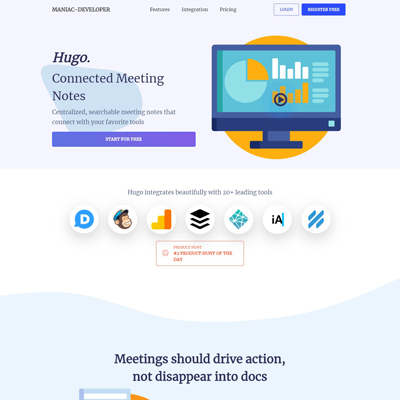 MANIAC-DEVELOPER
Features Integration Pricing
LOGIN
REGISTER FREE
Hugo.
Connected Meeting
Notes
Centralized, searchable meeting notes that
connect with your favorite tools
START FOR FREE
Hugo integrates beautifully with 20+ leading tools
D
iA
PRODUCT HUNT
#1 PRODUCT HUNT OF THE
DAY
Meetings should drive action,
not disappear into docs